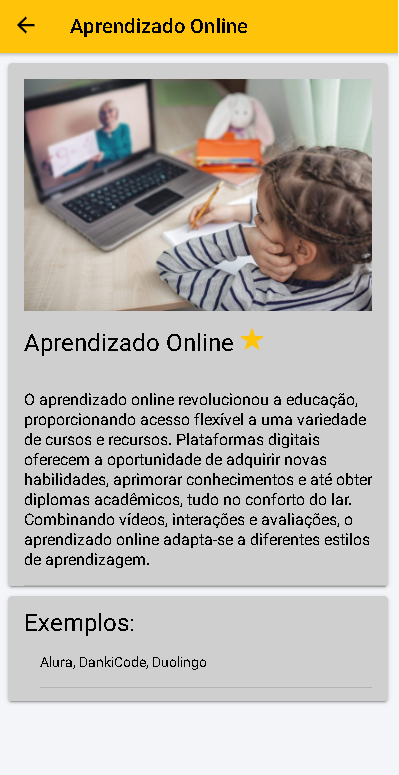 Aprendizado Online
Aprendizado Online
O aprendizado online revolucionou a educação,
proporcionando acesso flexível a uma variedade
de cursos e recursos. Plataformas digitais
oferecem a oportunidade de adquirir novas
habilidades, aprimorar conhecimentos e até obter
diplomas acadêmicos, tudo no conforto do lar.
Combinando vídeos, interações e avaliações, o
aprendizado online adapta-se a diferentes estilos
de aprendizagem.
Exemplos:
Alura, DankiCode, Duolingo